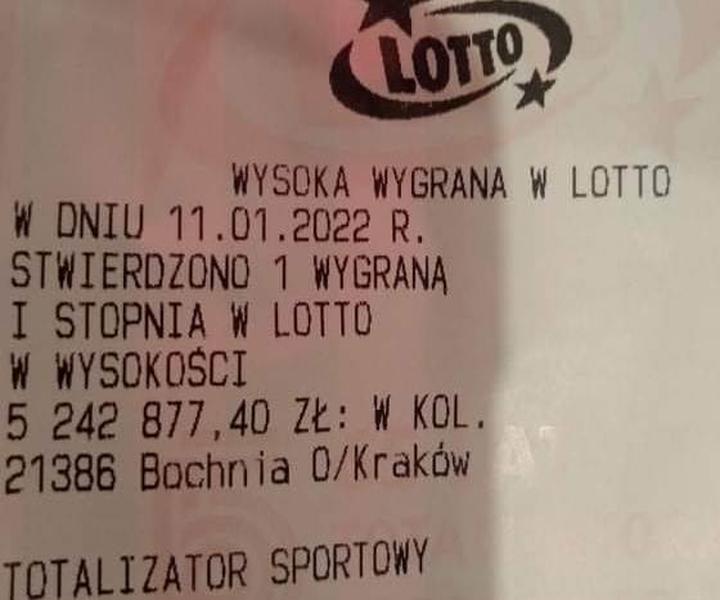 LOTTO
WYSOKA WYGRANA W LOTTO
W DNIU 11.01.2022 R.
STWIERDZONO 1 WYGRANĄ
I STOPNIA W LOTTO
W WYSOKOŚCI
5 242 877,40 ZŁ: W KOL.
21386 Bochnia O/Kraków
TOTALIZATOR SPORTOWY